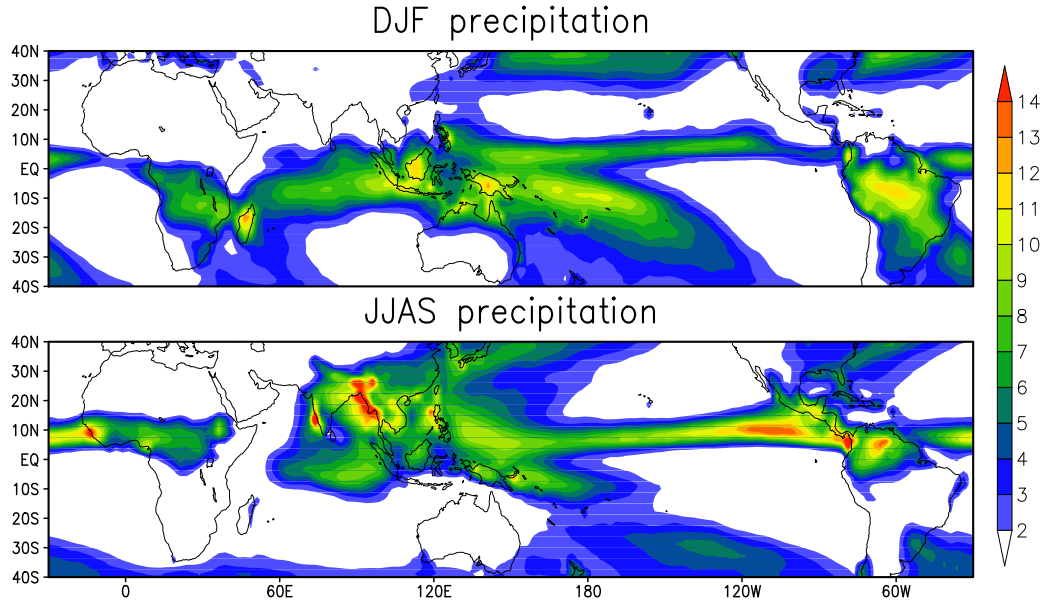 DJF precipitation
40N
30N
20N
10N
EQ
10S
20S
30S
40S
JJAS precipitation
40N
30N
20N
10N
EQ
10S
20S
30S
40S
0 60E 120E 180 120W 60W
14
13
12
11
10
9
8
7
6
5
4
3
2